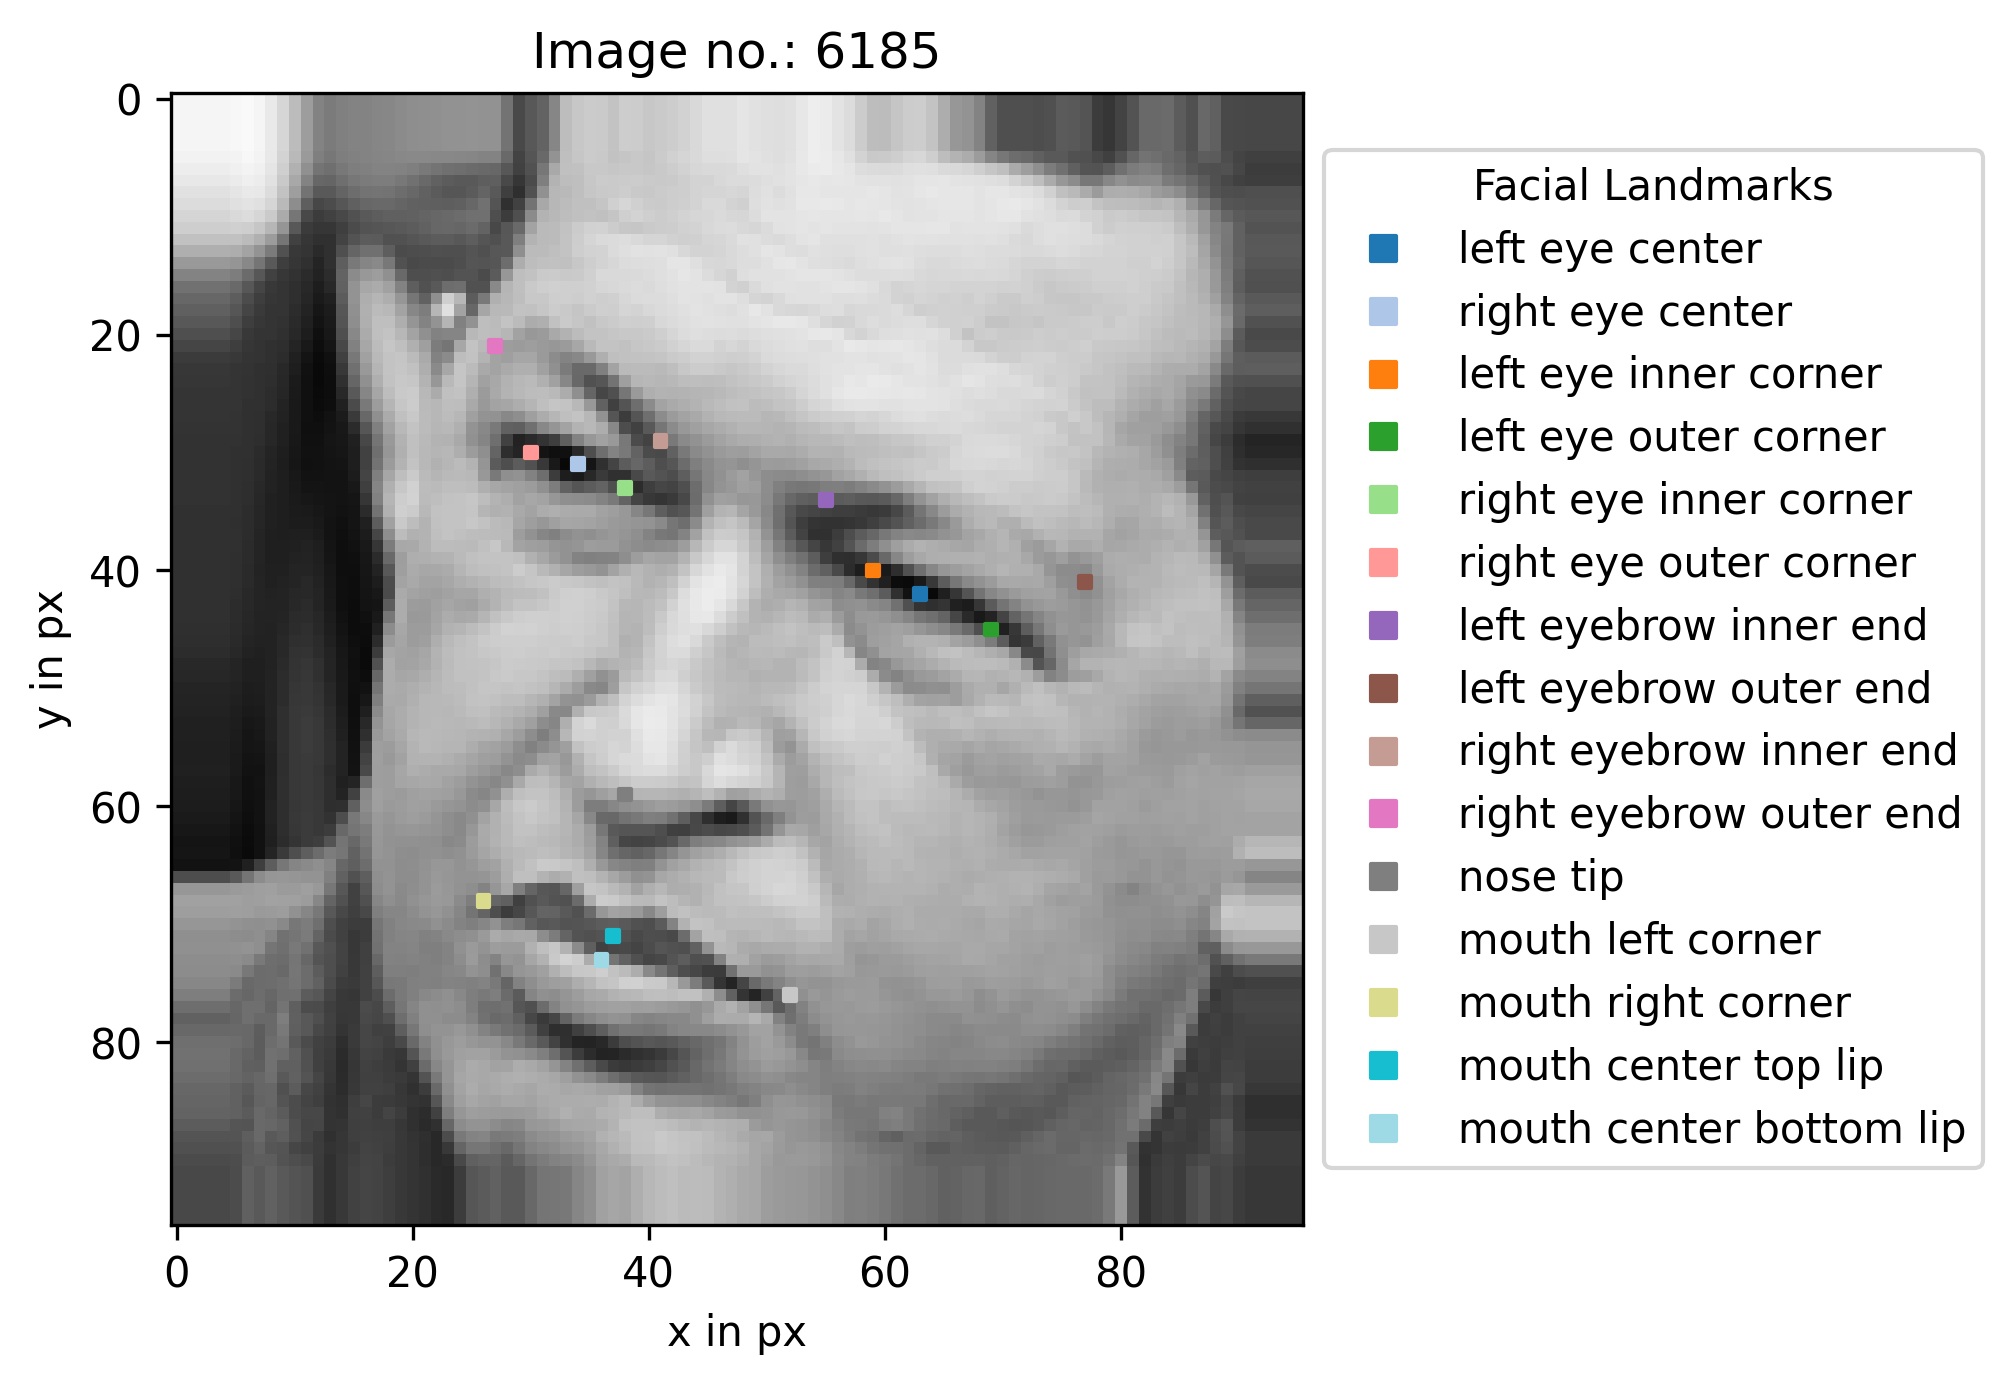 Image no.: 6185
0
20
40
60
80
y in px
0 20 40 60 80
x in px
Facial Landmarks
left eye center
right eye center
left eye inner corner
left eye outer corner
right eye inner corner
right eye outer corner
left eyebrow inner end
left eyebrow outer end
right eyebrow inner end
right eyebrow outer end
nose tip
mouth left corner
mouth right corner
mouth center top lip
mouth center bottom lip